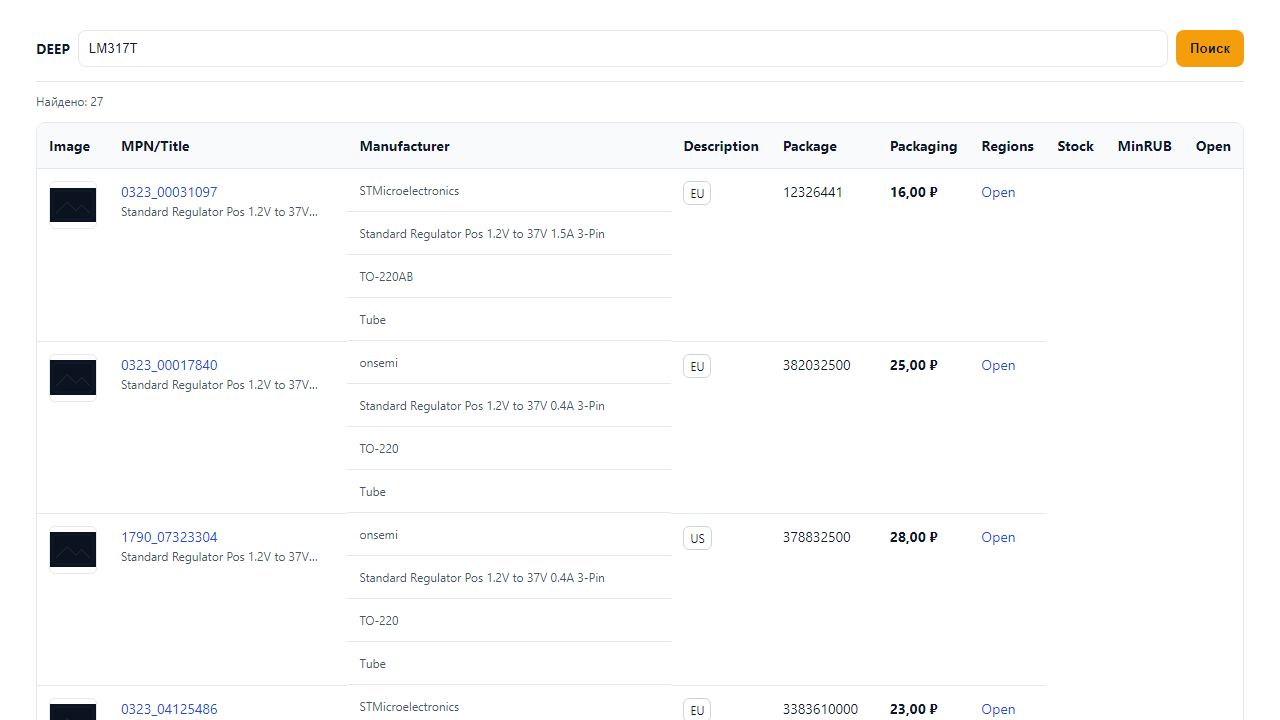 DEEP LM317T Поиск
Найдено: 27
Image MPN/Title Manufacturer Description Package Packaging Regions Stock MinRUB Open
0323_00031097 STMicroelectronics EU 12326441 16,00 ₽ Open
Standard Regulator Pos 1.2V to 37V...
Standard Regulator Pos 1.2V to 37V 1.5A 3-Pin
TO-220AB
Tube
0323_00017840 onsemi EU 382032500 25,00 ₽ Open
Standard Regulator Pos 1.2V to 37V...
Standard Regulator Pos 1.2V to 37V 0.4A 3-Pin
TO-220
Tube
1790_07323304 onsemi US 378832500 28,00 ₽ Open
Standard Regulator Pos 1.2V to 37V...
Standard Regulator Pos 1.2V to 37V 0.4A 3-Pin
TO-220
Tube
0323_04125486 STMicroelectronics EU 3383610000 23,00 ₽ Open